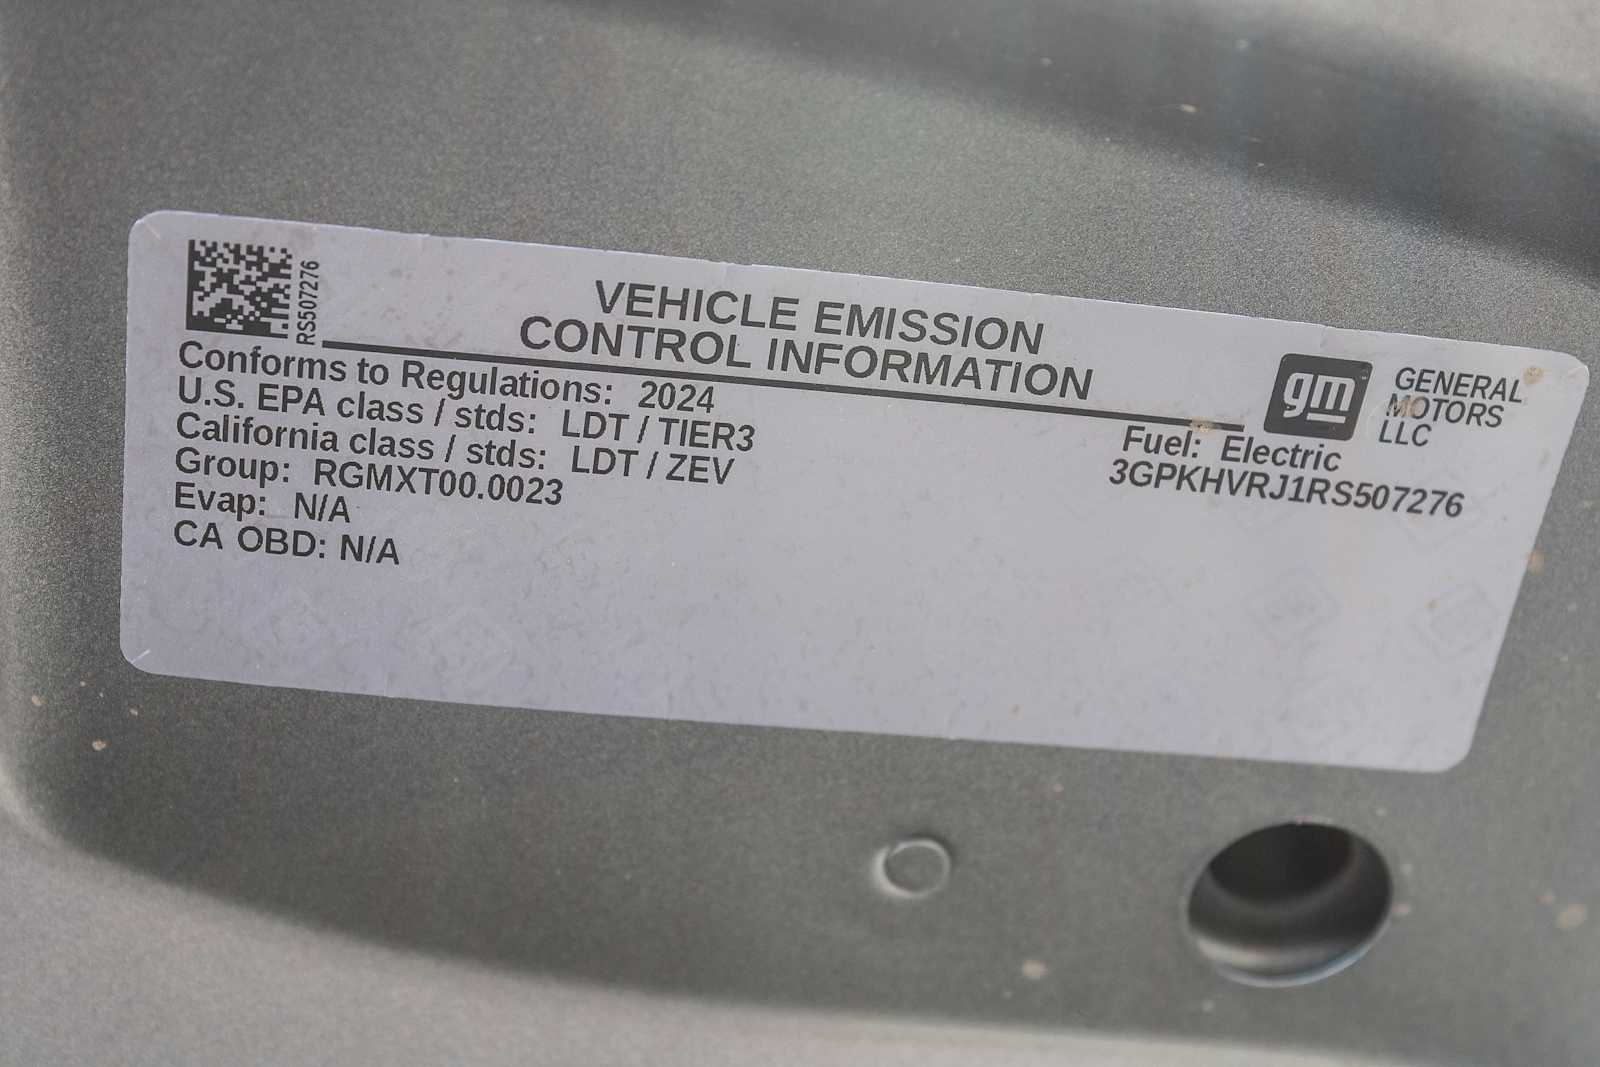 RS507276
VEHICLE EMISSION
CONTROL INFORMATION
gm
GENERAL
MOTORS
LLC
Conforms to Regulations: 2024
U.S. EPA class / stds: LDT / TIER3
California class / stds: LDT / ZEV
Group: RGMXT00.0023
Evap: N/A
CA OBD: N/A
Fuel: Electric
3GPKHVRJ1RS507276